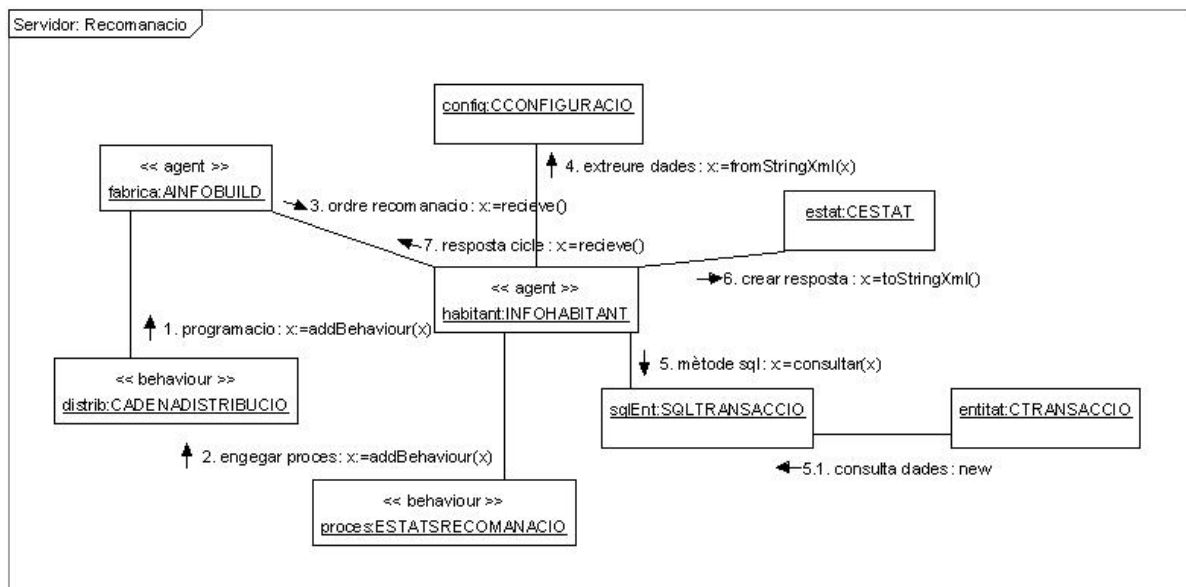 Servidor: Recomanacio
config:CCONFIGURACIO
<< agent >>
fabrica:AINFOBUILD
4. extreure dades : x:=fromStringXml(x)
3. ordre recomanacio : x:=recieve()
estat:CESTAT
7. resposta cicle : x:=recieve()
<< agent >>
habitant:INFOHABITANT
6. crear resposta : x:=toStringXml()
1. programacio : x:=addBehaviour(x)
<< behaviour >>
distrib:CADENADISTRIBUCIO
5. mètode sql : x:=consultar(x)
sqlEnt:SQLTRANSACCIO
entitat:CTRANSACCIO
2. engegar proces : x:=addBehaviour(x)
5.1. consulta dades : new
<< behaviour >>
proces:ESTATSRECOMANACIO